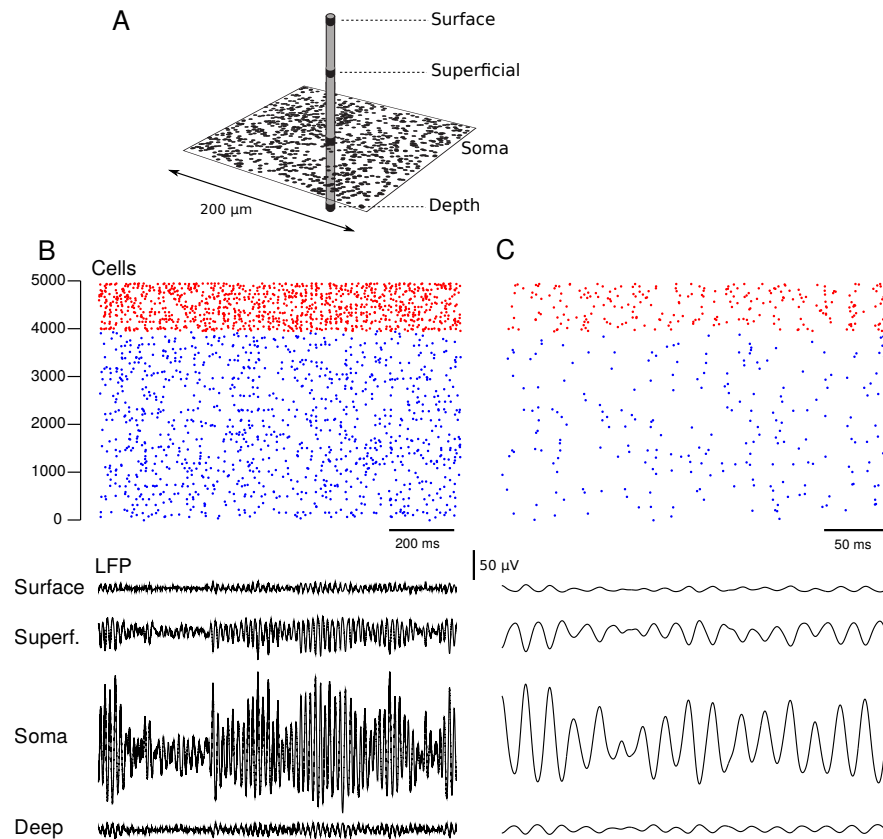 A
Surface
Superficial
Soma
Depth
200 µm
B
C
Cells
5000
4000
3000
2000
1000
0
200 ms
50 ms
LFP
50 µV
Surface
Superf.
Soma
Deep